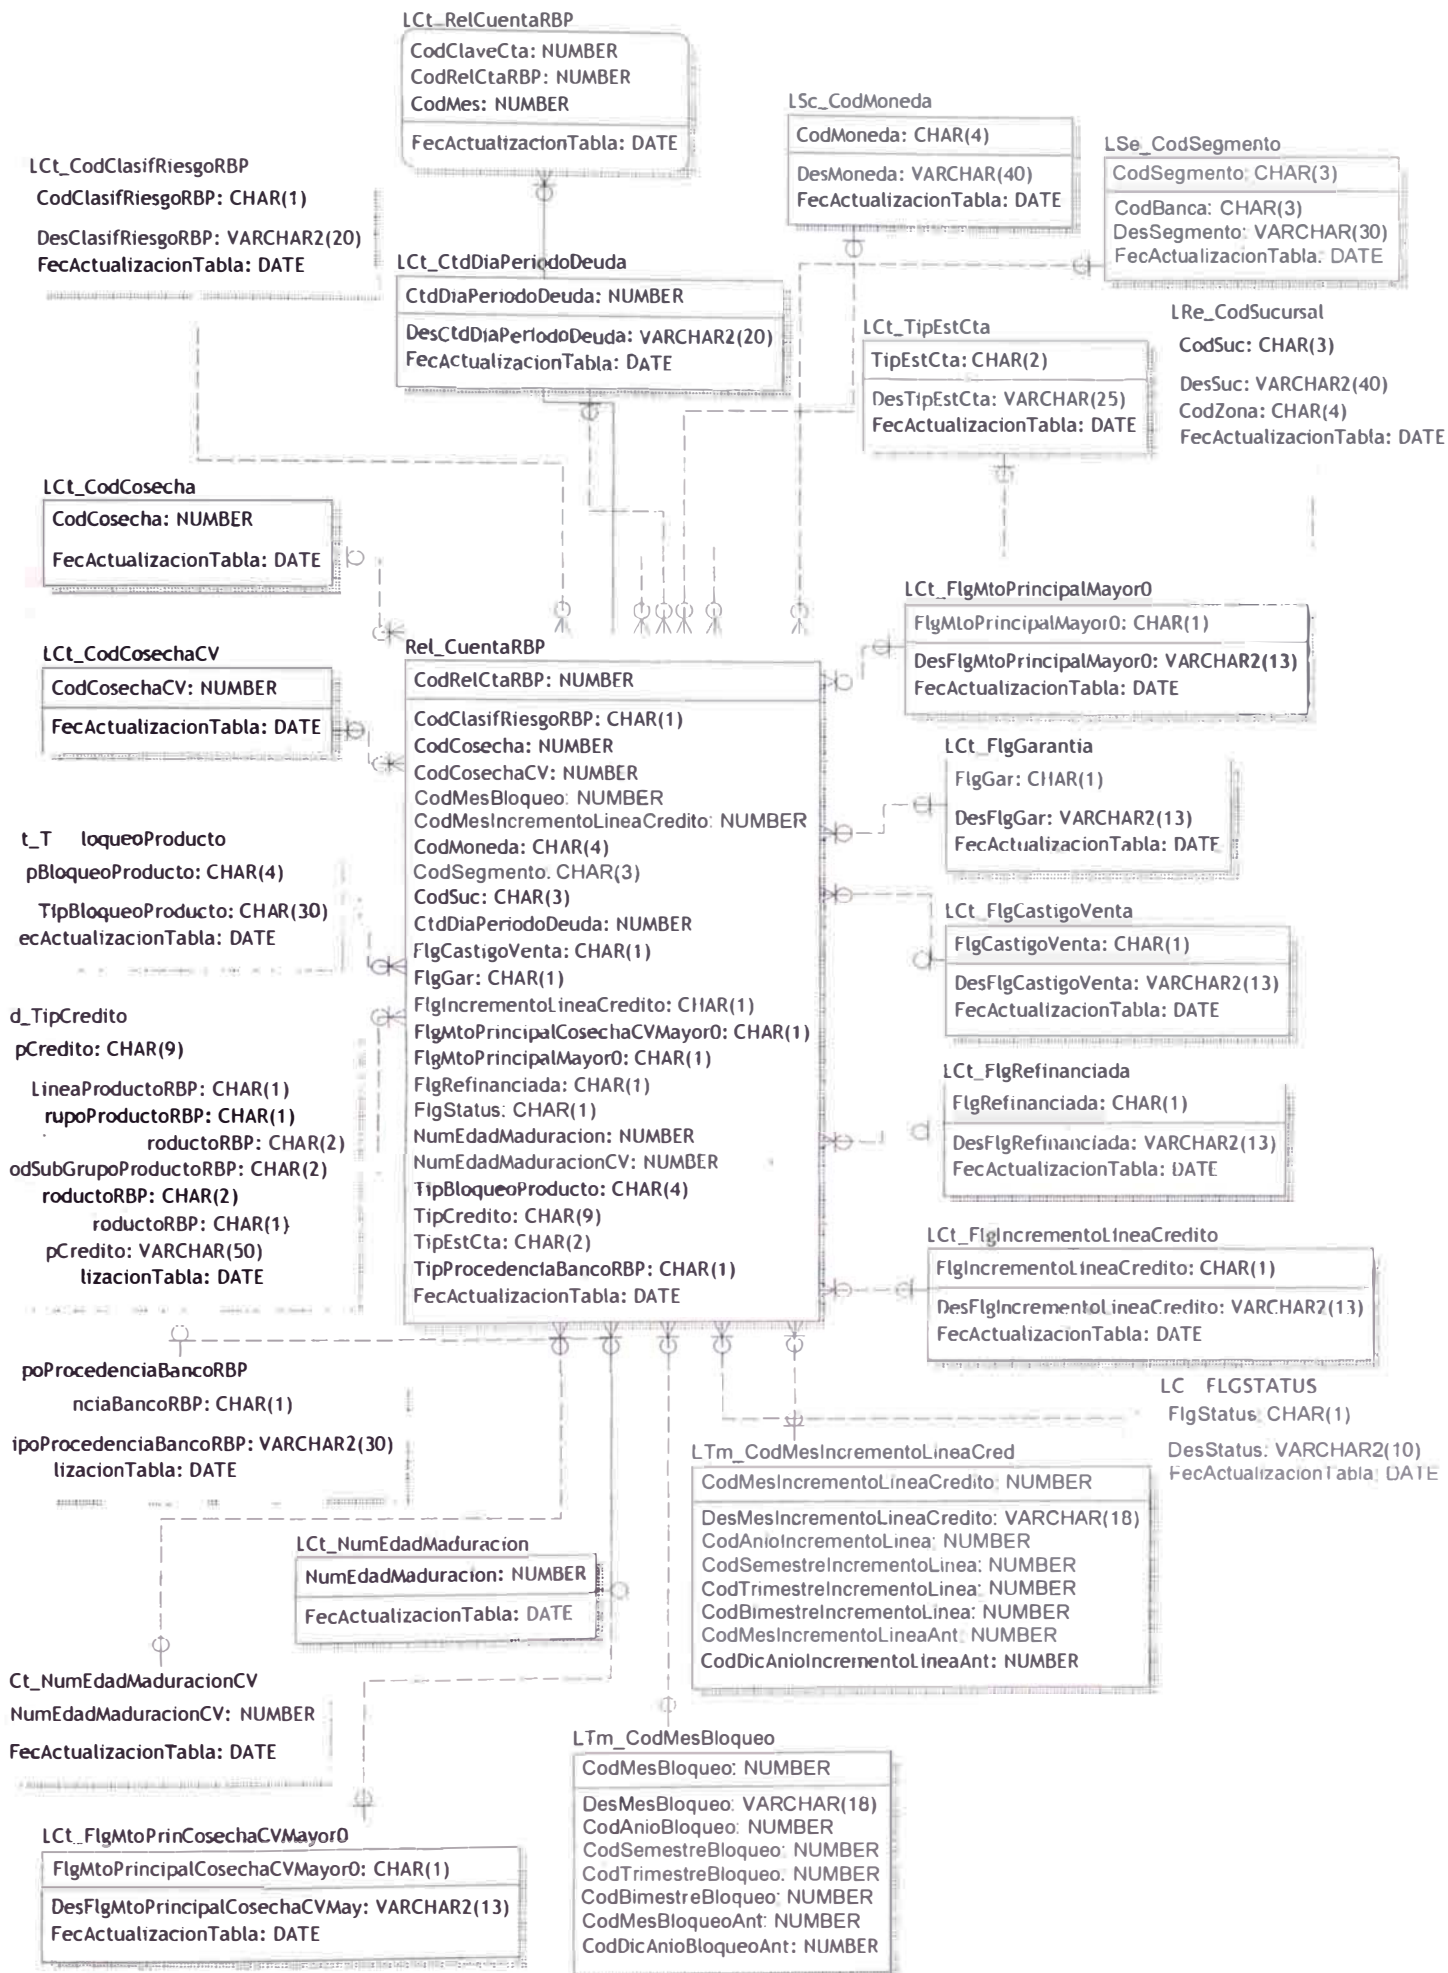 LCt_RelCuentaRBP
CodClaveCta: NUMBER
CodRelCtaRBP: NUMBER
CodMes: NUMBER
FecActualizacionTabla: DATE
LSc_CodMoneda
CodMoneda: CHAR(4)
DesMoneda: VARCHAR(40)
FecActualizacionTabla: DATE
LSe_CodSegmento
CodSegmento: CHAR(3)
CodBanca: CHAR(3)
DesSegmento: VARCHAR(30)
FecActualizacionTabla: DATE
LCt_CodClasifRiesgoRBP
CodClasifRiesgoRBP: CHAR(1)
DesClasifRiesgoRBP: VARCHAR2(20)
FecActualizacionTabla: DATE
LCt_CtdDiaPeriodoDeuda
CtdDiaPeriodoDeuda: NUMBER
DesCtdDiaPeriodoDeuda: VARCHAR2(20)
FecActualizacionTabla: DATE
LCt_TipEstCta
TipEstCta: CHAR(2)
DesTipEstCta: VARCHAR(25)
FecActualizacionTabla: DATE
LRe_CodSucursal
CodSuc: CHAR(3)
DesSuc: VARCHAR2(40)
CodZona: CHAR(4)
FecActualizacionTabla: DATE
LCt_CodCosecha
CodCosecha: NUMBER
FecActualizacionTabla: DATE
LCt_CodCosechaCV
CodCosechaCV: NUMBER
FecActualizacionTabla: DATE
Rel_CuentaRBP
CodRelCtaRBP: NUMBER
CodClasifRiesgoRBP: CHAR(1)
CodCosecha: NUMBER
CodCosechaCV: NUMBER
CodMesBloqueo: NUMBER
CodMesIncrementoLineaCredito: NUMBER
CodMoneda: CHAR(4)
CodSegmento: CHAR(3)
CodSuc: CHAR(3)
CtdDiaPeriodoDeuda: NUMBER
FlgCastigoVenta: CHAR(1)
FlgGar: CHAR(1)
FlgIncrementoLineaCredito: CHAR(1)
FlgMtoPrincipalCosechaCVMayor0: CHAR(1)
FlgMtoPrincipalMayor0: CHAR(1)
FlgRefinanciada: CHAR(1)
FlgStatus: CHAR(1)
NumEdadMaduracion: NUMBER
NumEdadMaduracionCV: NUMBER
TipBloqueoProducto: CHAR(4)
TipCredito: CHAR(9)
TipEstCta: CHAR(2)
TipProcedenciaBancoRBP: CHAR(1)
FecActualizacionTabla: DATE
LCt_FlgMtoPrincipalMayor0
FlgMtoPrincipalMayor0: CHAR(1)
DesFlgMtoPrincipalMayor0: VARCHAR2(13)
FecActualizacionTabla: DATE
LCt_FlgGarantia
FlgGar: CHAR(1)
DesFlgGar: VARCHAR2(13)
FecActualizacionTabla: DATE
LCt_FlgCastigoVenta
FlgCastigoVenta: CHAR(1)
DesFlgCastigoVenta: VARCHAR2(13)
FecActualizacionTabla: DATE
LCt_FlgRefinanciada
FlgRefinanciada: CHAR(1)
DesFlgRefinanciada: VARCHAR2(13)
FecActualizacionTabla: DATE
LCt_FlgIncrementoLineaCredito
FlgIncrementoLineaCredito: CHAR(1)
DesFlgIncrementoLineaCredito: VARCHAR2(13)
FecActualizacionTabla: DATE
t_T loqueoProducto
pBloqueoProducto: CHAR(4)
TipBloqueoProducto: CHAR(30)
ecActualizacionTabla: DATE
d_TipCredito
pCredito: CHAR(9)
LineaProductoRBP: CHAR(1)
rupoProductoRBP: CHAR(1)
roductoRBP: CHAR(2)
odSubGrupoProductoRBP: CHAR(2)
roductoRBP: CHAR(2)
roductoRBP: CHAR(1)
pCredito: VARCHAR(50)
lizacionTabla: DATE
poProcedenciaBancoRBP
nciaBancoRBP: CHAR(1)
ipoProcedenciaBancoRBP: VARCHAR2(30)
lizacionTabla: DATE
LC FLGSTATUS
FlgStatus: CHAR(1)
DesStatus: VARCHAR2(10)
FecActualizacionTabla: DATE
LTm_CodMesIncrementoLineaCred
CodMesIncrementoLineaCredito: NUMBER
DesMesIncrementoLineaCredito: VARCHAR(18)
CodAnioIncrementoLinea: NUMBER
CodSemestreIncrementoLinea: NUMBER
CodTrimestreIncrementoLinea: NUMBER
CodBimestreIncrementoLinea: NUMBER
CodMesIncrementoLineaAnt: NUMBER
CodDicAnioIncrementoLineaAnt: NUMBER
LCt_NumEdadMaduracion
NumEdadMaduracion: NUMBER
FecActualizacionTabla: DATE
Ct_NumEdadMaduracionCV
NumEdadMaduracionCV: NUMBER
FecActualizacionTabla: DATE
LTm_CodMesBloqueo
CodMesBloqueo: NUMBER
DesMesBloqueo: VARCHAR(18)
CodAnioBloqueo: NUMBER
CodSemestreBloqueo: NUMBER
CodTrimestreBloqueo: NUMBER
CodBimestreBloqueo: NUMBER
CodMesBloqueoAnt: NUMBER
CodDicAnioBloqueoAnt: NUMBER
LCt_FlgMtoPrinCosechaCVMayor0
FlgMtoPrincipalCosechaCVMayor0: CHAR(1)
DesFlgMtoPrincipalCosechaCVMay: VARCHAR2(13)
FecActualizacionTabla: DATE